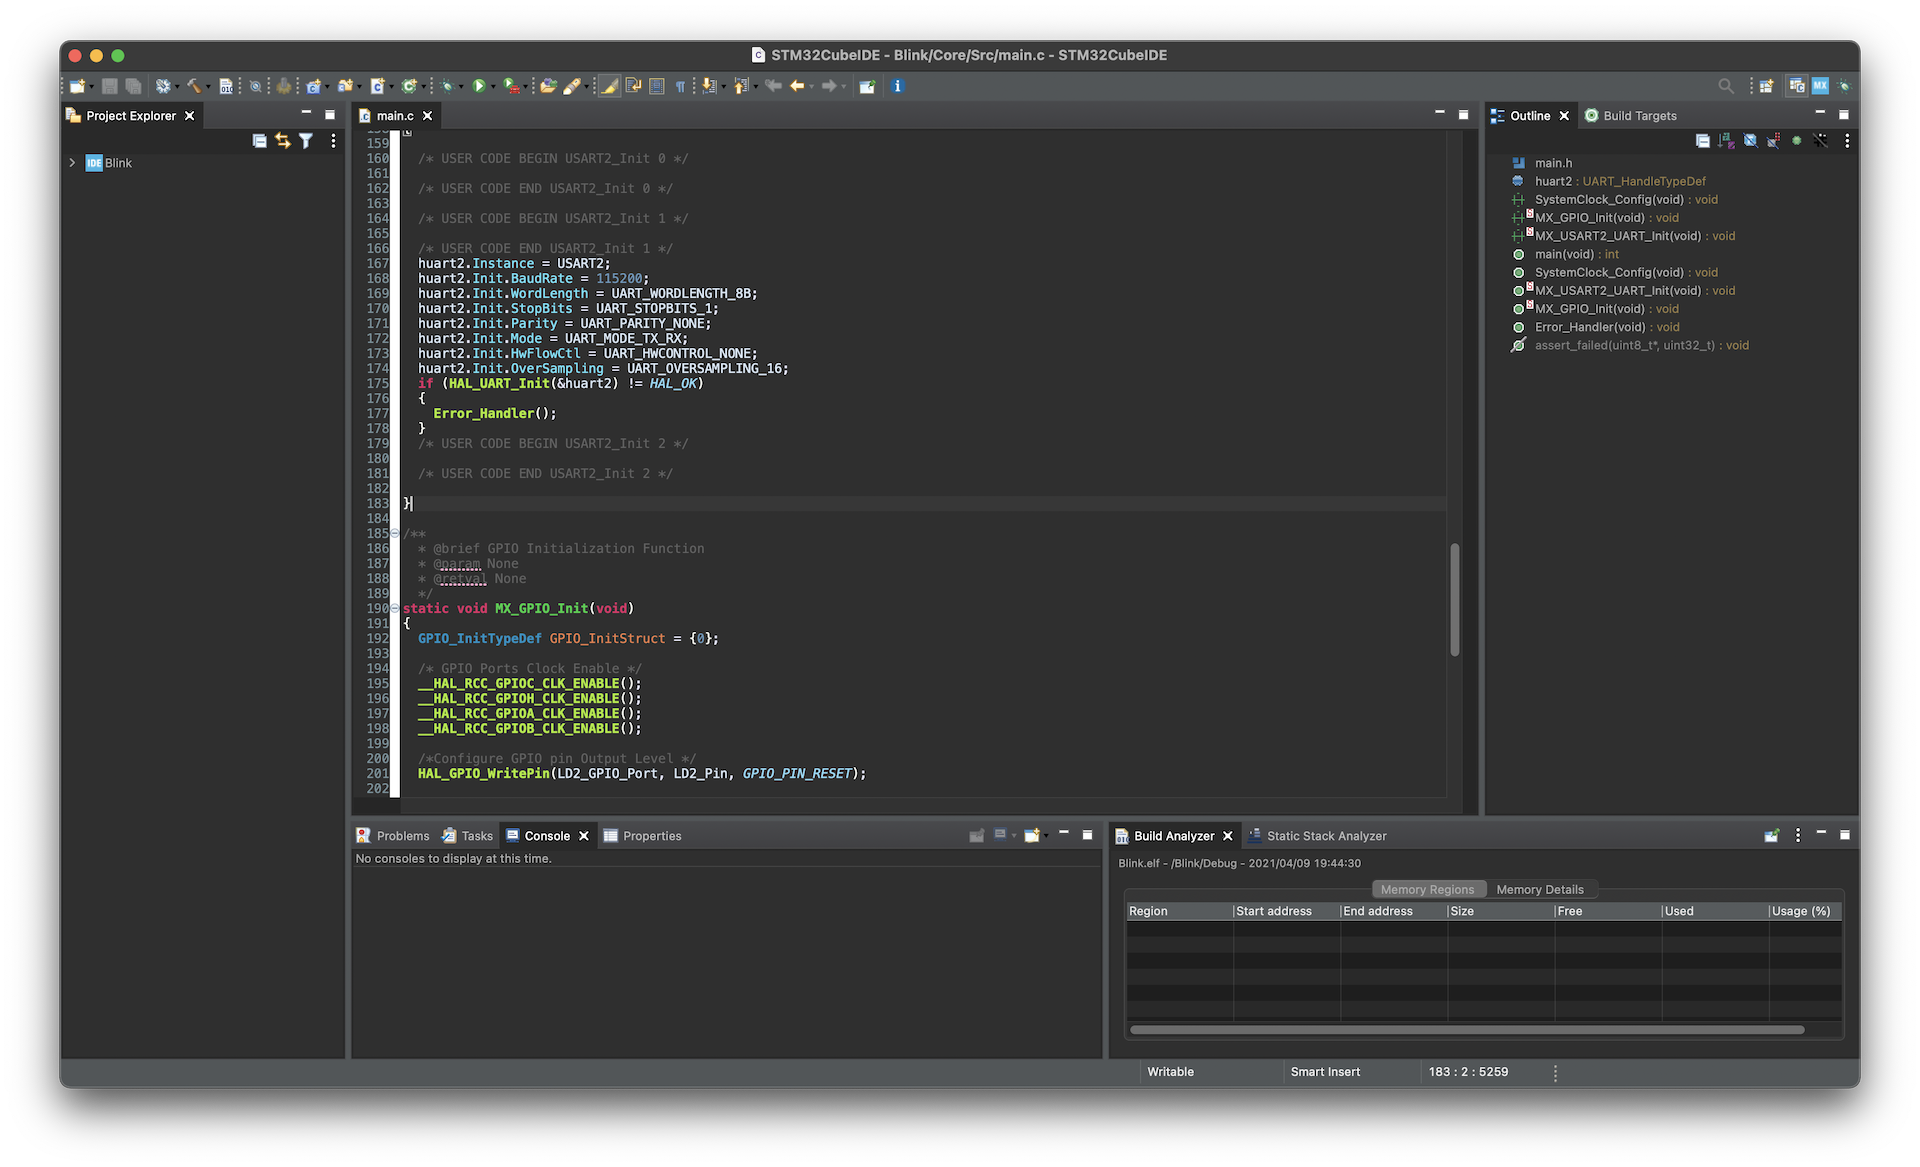 STM32CubeIDE - Blink/Core/Src/main.c - STM32CubeIDE
MX
Project Explorer
IDE Blink
main.c
159
160 /* USER CODE BEGIN USART2_Init 0 */
161
162 /* USER CODE END USART2_Init 0 */
163
164 /* USER CODE BEGIN USART2_Init 1 */
165
166 /* USER CODE END USART2_Init 1 */
167 huart2.Instance = USART2;
168 huart2.Init.BaudRate = 115200;
169 huart2.Init.WordLength = UART_WORDLENGTH_8B;
170 huart2.Init.StopBits = UART_STOPBITS_1;
171 huart2.Init.Parity = UART_PARITY_NONE;
172 huart2.Init.Mode = UART_MODE_TX_RX;
173 huart2.Init.HwFlowCtl = UART_HWCONTROL_NONE;
174 huart2.Init.OverSampling = UART_OVERSAMPLING_16;
175 if (HAL_UART_Init(&huart2) != HAL_OK)
176 {
177 Error_Handler();
178 }
179 /* USER CODE BEGIN USART2_Init 2 */
180
181 /* USER CODE END USART2_Init 2 */
182
183 }
184
185 /**
186 * @brief GPIO Initialization Function
187 * @param None
188 * @retval None
189 */
190 static void MX_GPIO_Init(void)
191 {
192 GPIO_InitTypeDef GPIO_InitStruct = {0};
193
194 /* GPIO Ports Clock Enable */
195 __HAL_RCC_GPIOC_CLK_ENABLE();
196 __HAL_RCC_GPIOH_CLK_ENABLE();
197 __HAL_RCC_GPIOA_CLK_ENABLE();
198 __HAL_RCC_GPIOB_CLK_ENABLE();
199
200 /*Configure GPIO pin Output Level */
201 HAL_GPIO_WritePin(LD2_GPIO_Port, LD2_Pin, GPIO_PIN_RESET);
202
Outline Build Targets
main.h
huart2 : UART_HandleTypeDef
SystemClock_Config(void) : void
MX_GPIO_Init(void) : void
MX_USART2_UART_Init(void) : void
main(void) : int
SystemClock_Config(void) : void
MX_USART2_UART_Init(void) : void
MX_GPIO_Init(void) : void
Error_Handler(void) : void
assert_failed(uint8_t*, uint32_t) : void
Problems Tasks Console Properties
No consoles to display at this time.
Build Analyzer Static Stack Analyzer
Blink.elf - /Blink/Debug - 2021/04/09 19:44:30
Memory Regions Memory Details
Region Start address End address Size Free Used Usage (%)
Writable Smart Insert 183 : 2 : 5259